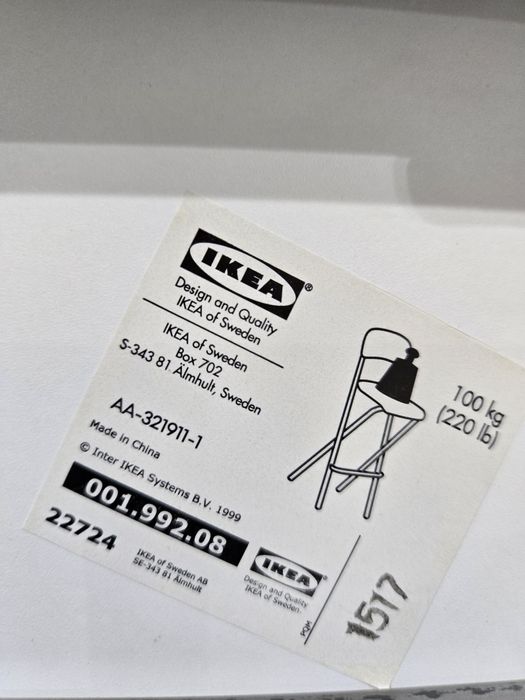 IKEA®
Design and Quality
IKEA of Sweden
IKEA of Sweden
Box 702
S-343 81 Älmhult, Sweden
AA-321911-1
Made in China
© Inter IKEA Systems B.V. 1999
001.992.08
22724
IKEA of Sweden AB
SE-343 81 Älmhult
IKEA®
Design and Quality
IKEA of Sweden.
PQM
1517
100 kg
(220 lb)